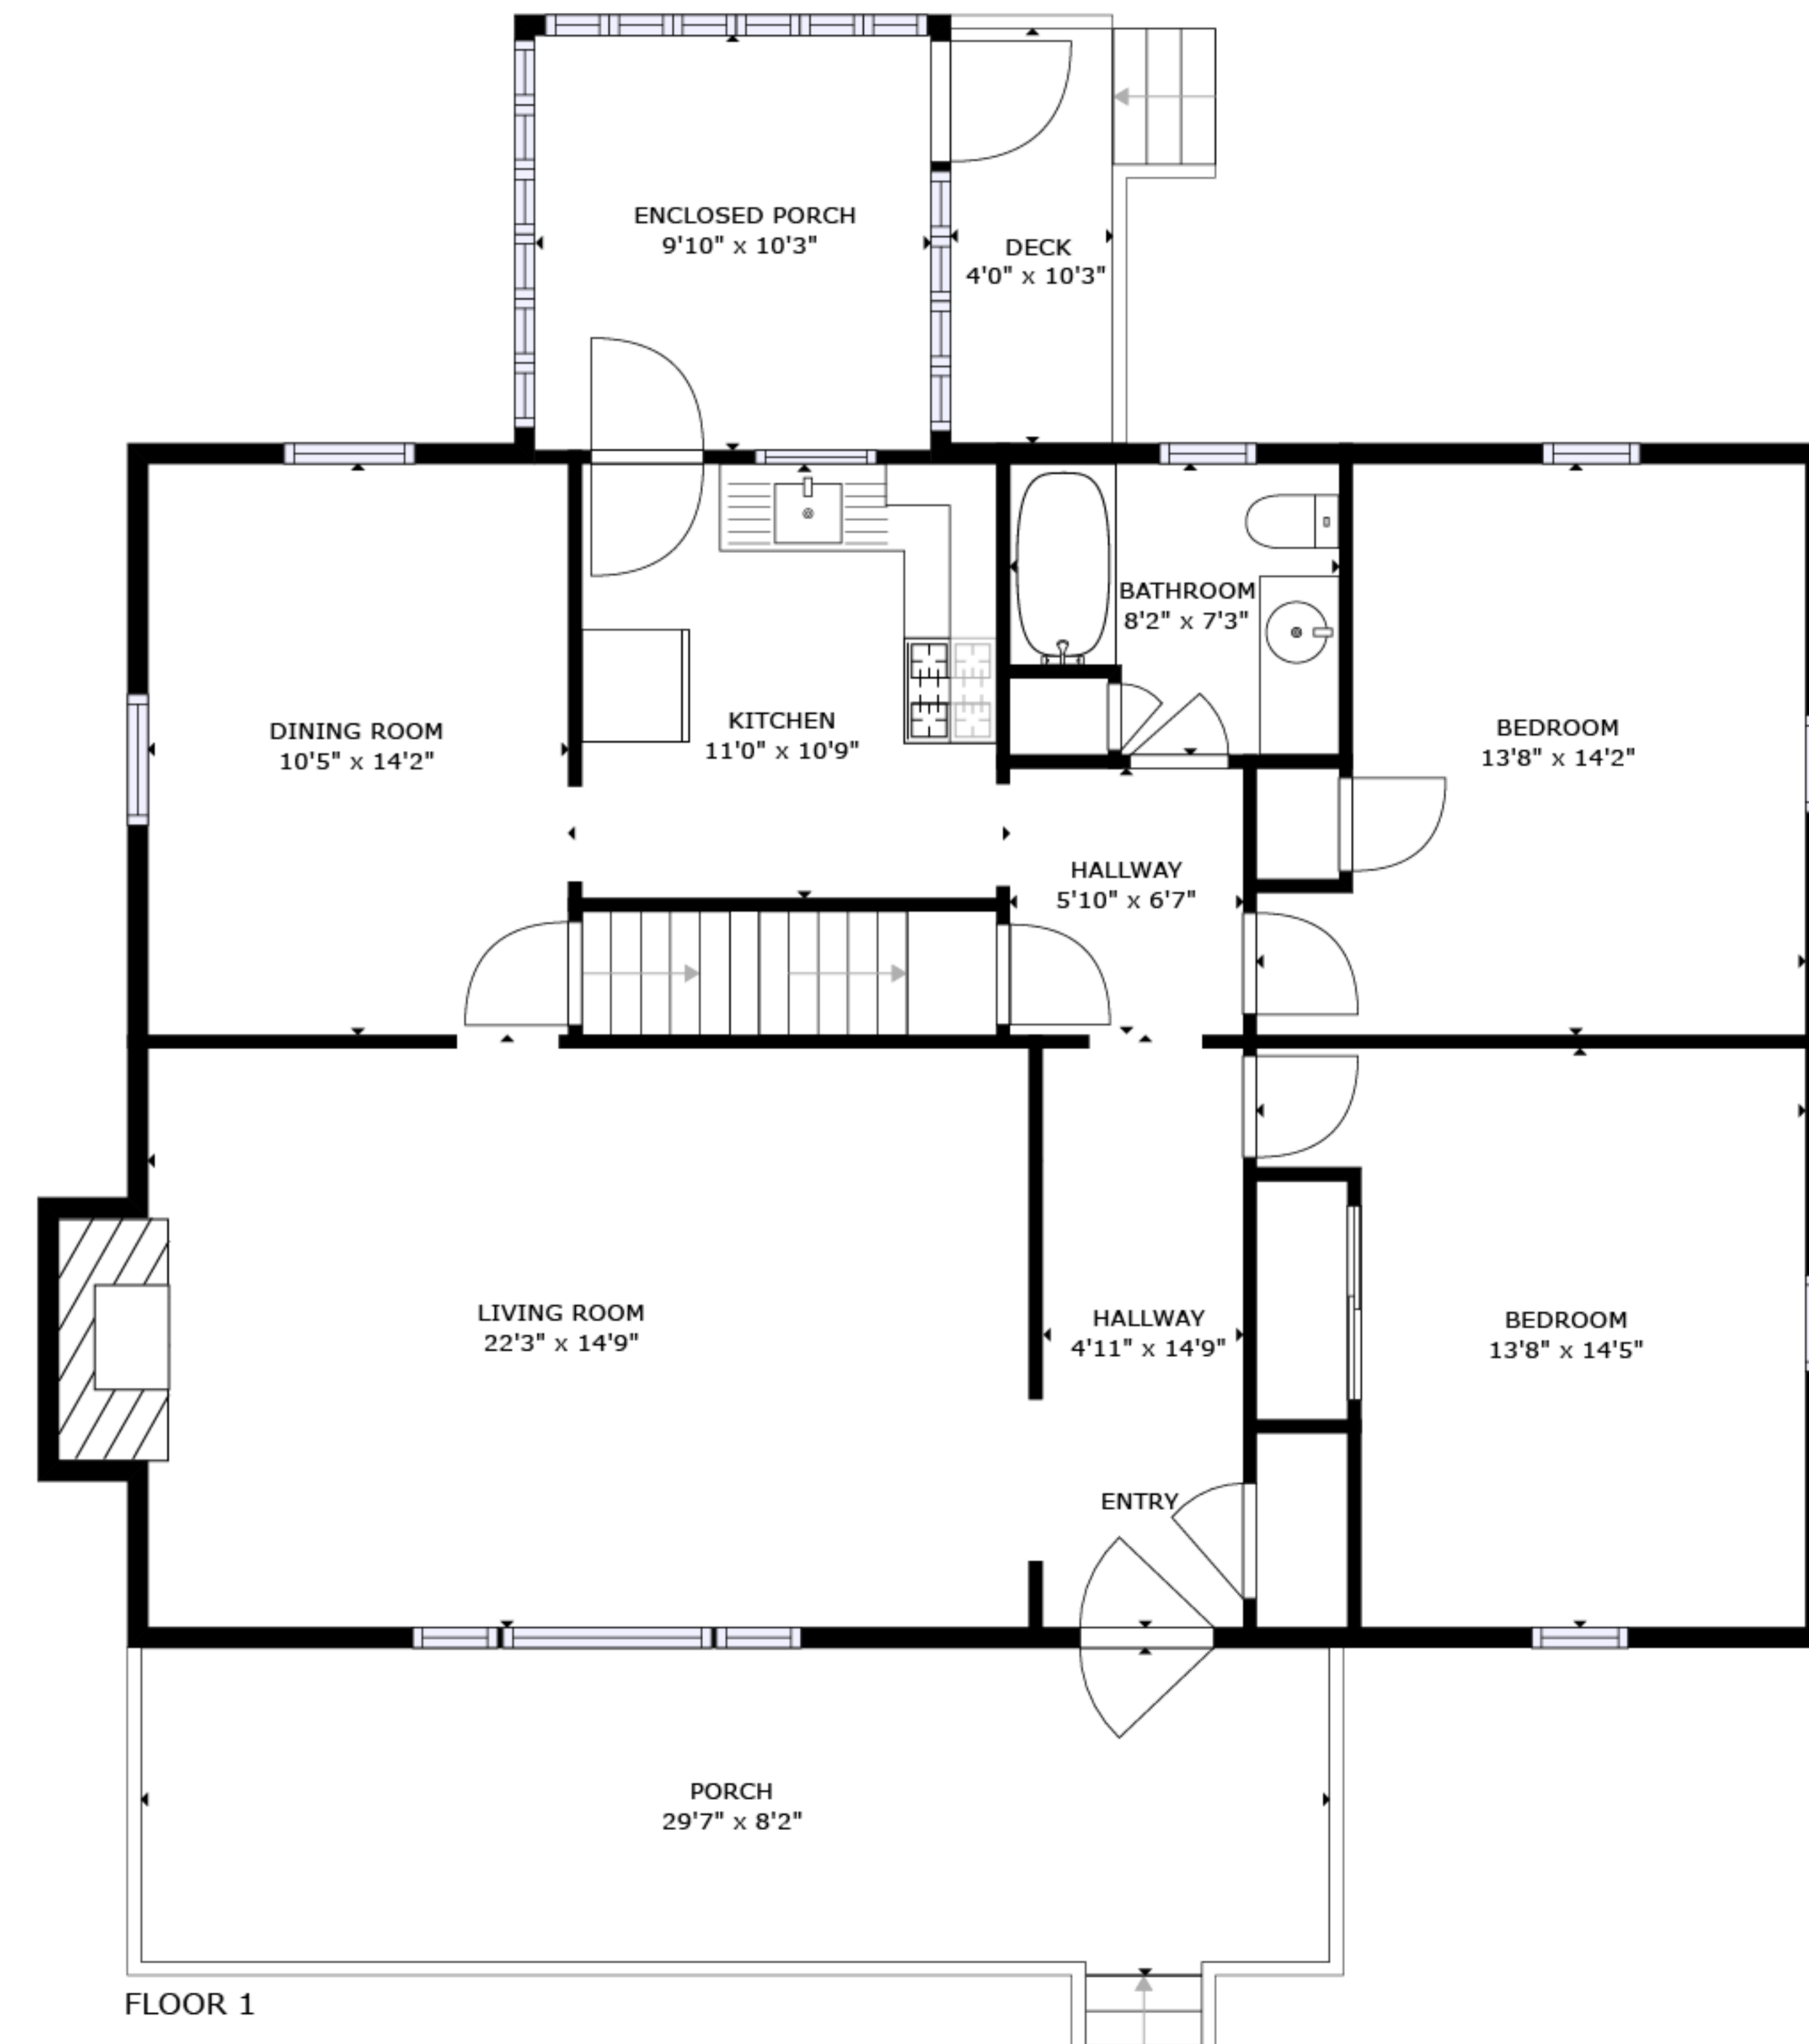 ENCLOSED PORCH
9'10" x 10'3"
DECK
4'0" x 10'3"
DINING ROOM
10'5" x 14'2"
KITCHEN
11'0" x 10'9"
BATHROOM
8'2" x 7'3"
BEDROOM
13'8" x 14'2"
HALLWAY
5'10" x 6'7"
LIVING ROOM
22'3" x 14'9"
HALLWAY
4'11" x 14'9"
BEDROOM
13'8" x 14'5"
ENTRY
PORCH
29'7" x 8'2"
FLOOR 1